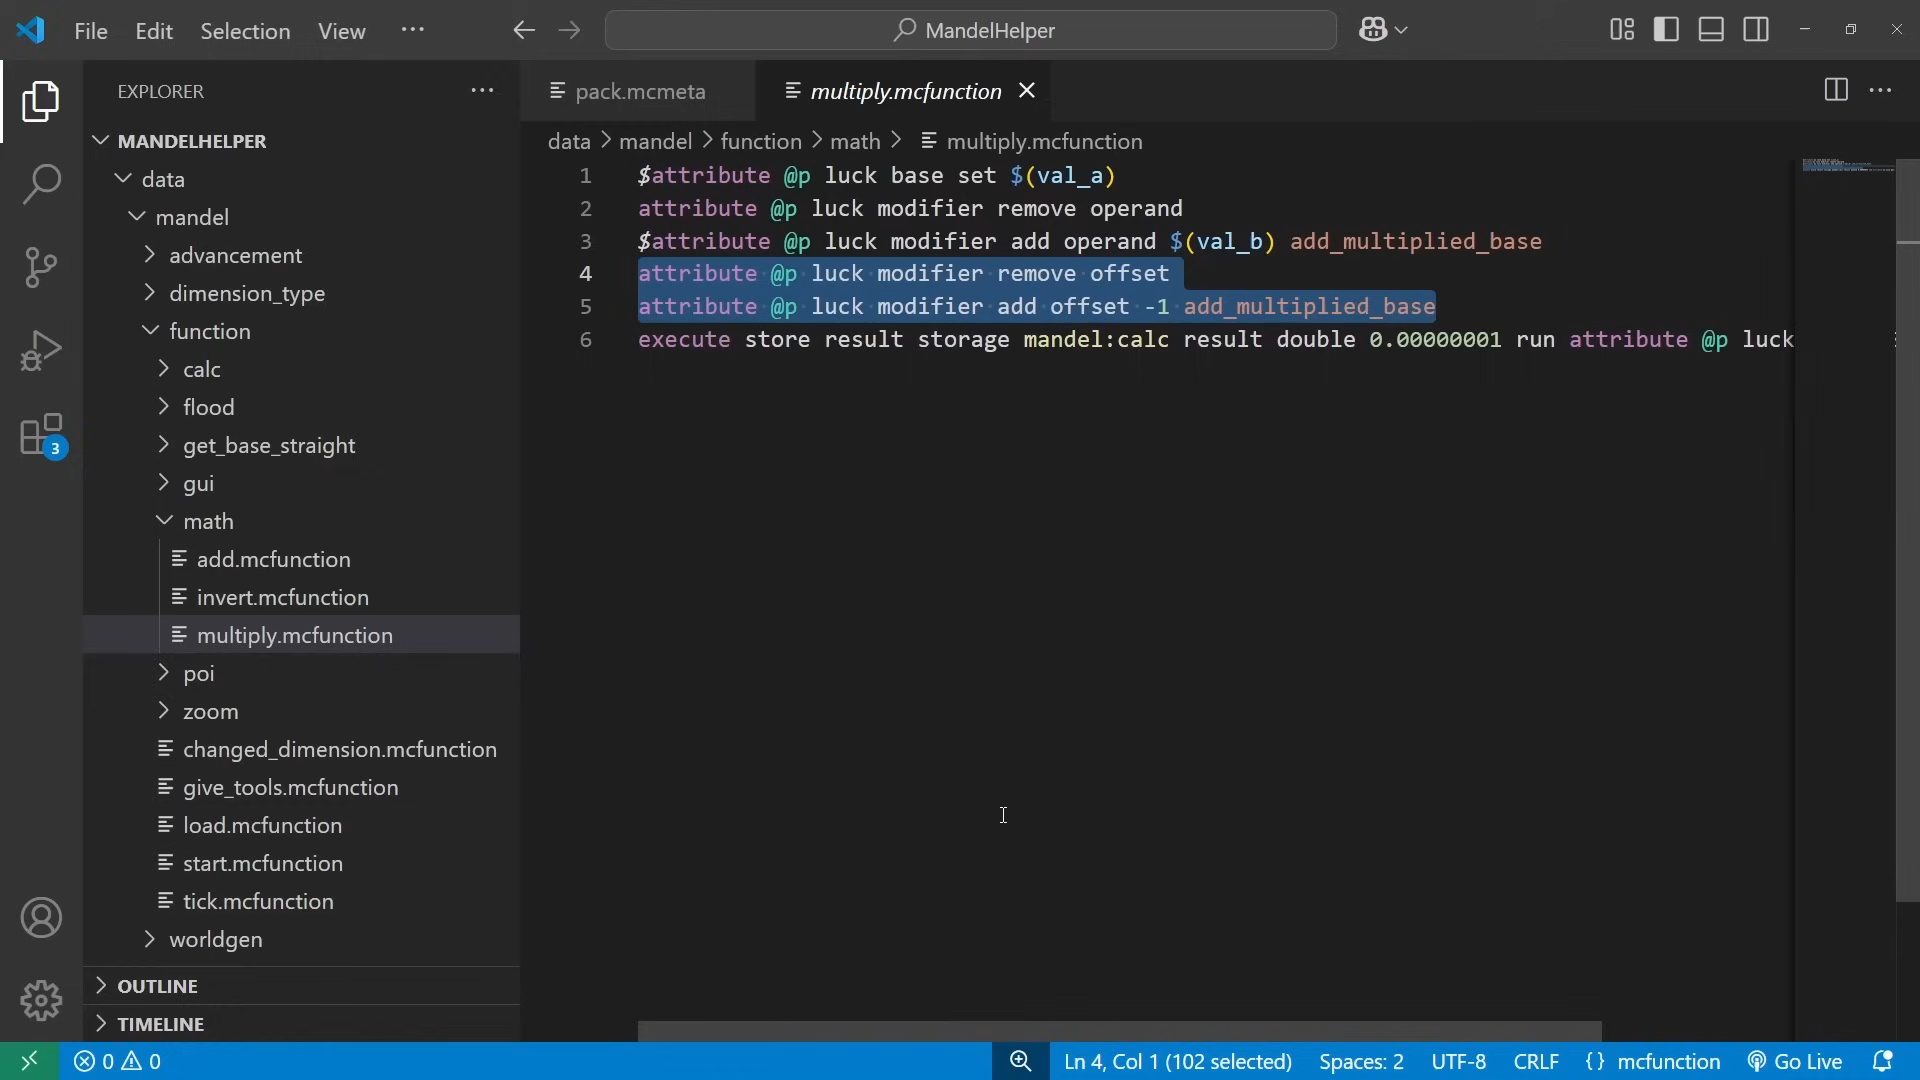 File Edit Selection View ···
MandelHelper
EXPLORER ···
MANDELHELPER
data
mandel
advancement
dimension_type
function
calc
flood
get_base_straight
gui
math
add.mcfunction
invert.mcfunction
multiply.mcfunction
poi
zoom
changed_dimension.mcfunction
give_tools.mcfunction
load.mcfunction
start.mcfunction
tick.mcfunction
worldgen
OUTLINE
TIMELINE
3
pack.mcmeta multiply.mcfunction
data > mandel > function > math > multiply.mcfunction
1 $attribute @p luck base set $(val_a)
2 attribute @p luck modifier remove operand
3 $attribute @p luck modifier add operand $(val_b) add_multiplied_base
4 attribute @p luck modifier remove offset
5 attribute @p luck modifier add offset -1 add_multiplied_base
6 execute store result storage mandel:calc result double 0.00000001 run attribute @p luck
0 0 Ln 4, Col 1 (102 selected) Spaces: 2 UTF-8 CRLF {} mcfunction Go Live